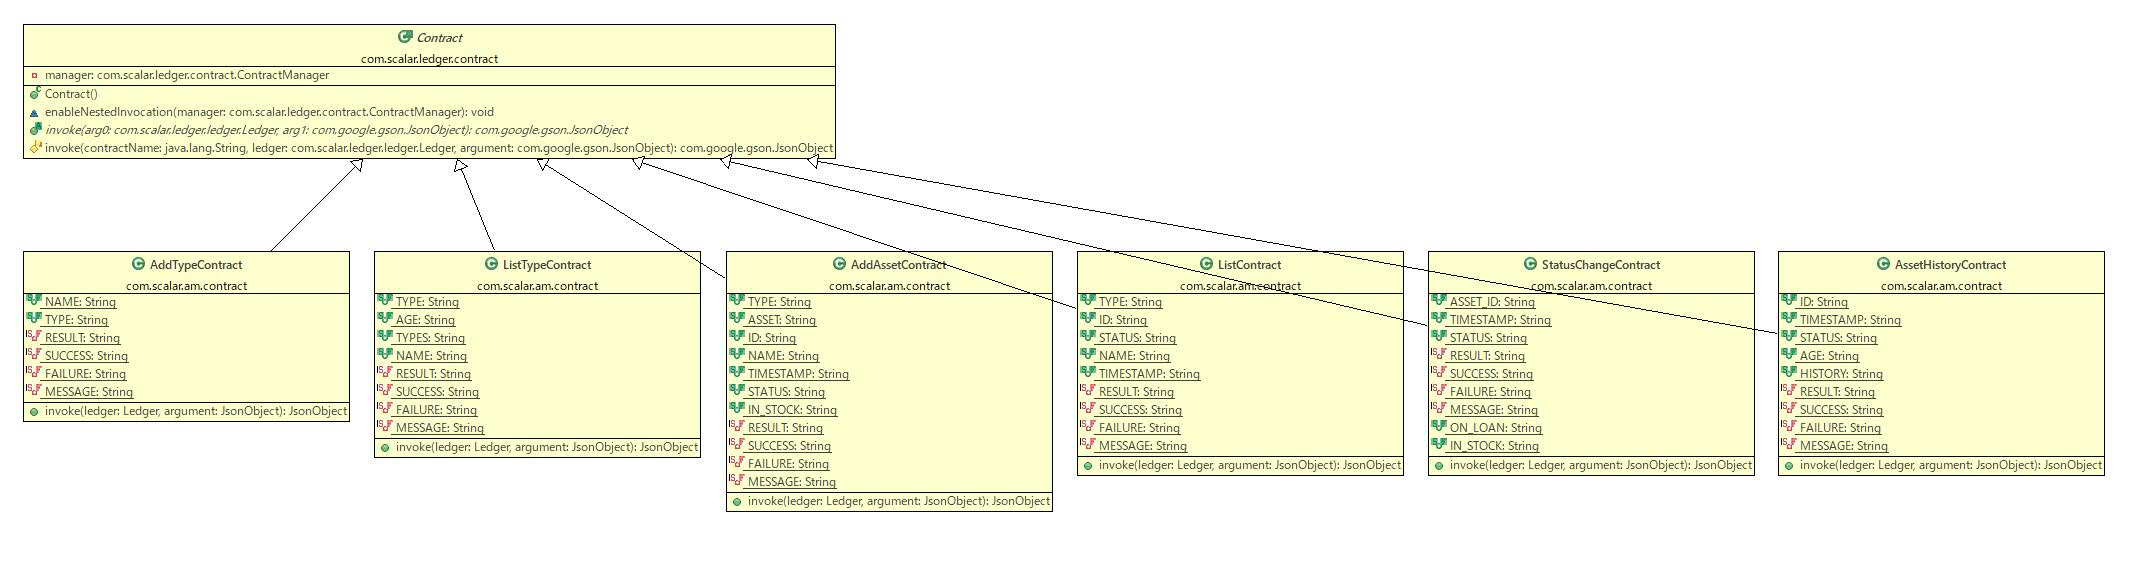 Contract
com.scalar.ledger.contract
manager: com.scalar.ledger.contract.ContractManager
Contract()
enableNestedInvocation(manager: com.scalar.ledger.contract.ContractManager): void
invoke(arg0: com.scalar.ledger.ledger.Ledger, arg1: com.google.gson.JsonObject): com.google.gson.JsonObject
invoke(contractName: java.lang.String, ledger: com.scalar.ledger.ledger.Ledger, argument: com.google.gson.JsonObject): com.google.gson.JsonObject
AddTypeContract
com.scalar.am.contract
NAME: String
TYPE: String
RESULT: String
SUCCESS: String
FAILURE: String
MESSAGE: String
invoke(ledger: Ledger, argument: JsonObject): JsonObject
ListTypeContract
com.scalar.am.contract
TYPE: String
AGE: String
TYPES: String
NAME: String
RESULT: String
SUCCESS: String
FAILURE: String
MESSAGE: String
invoke(ledger: Ledger, argument: JsonObject): JsonObject
AddAssetContract
com.scalar.am.contract
TYPE: String
ASSET: String
ID: String
NAME: String
TIMESTAMP: String
STATUS: String
IN_STOCK: String
RESULT: String
SUCCESS: String
FAILURE: String
MESSAGE: String
invoke(ledger: Ledger, argument: JsonObject): JsonObject
ListContract
com.scalar.am.contract
TYPE: String
ID: String
STATUS: String
NAME: String
TIMESTAMP: String
RESULT: String
SUCCESS: String
FAILURE: String
MESSAGE: String
invoke(ledger: Ledger, argument: JsonObject): JsonObject
StatusChangeContract
com.scalar.am.contract
ASSET_ID: String
TIMESTAMP: String
STATUS: String
RESULT: String
SUCCESS: String
FAILURE: String
MESSAGE: String
ON_LOAN: String
IN_STOCK: String
invoke(ledger: Ledger, argument: JsonObject): JsonObject
AssetHistoryContract
com.scalar.am.contract
ID: String
TIMESTAMP: String
STATUS: String
AGE: String
HISTORY: String
RESULT: String
SUCCESS: String
FAILURE: String
MESSAGE: String
invoke(ledger: Ledger, argument: JsonObject): JsonObject